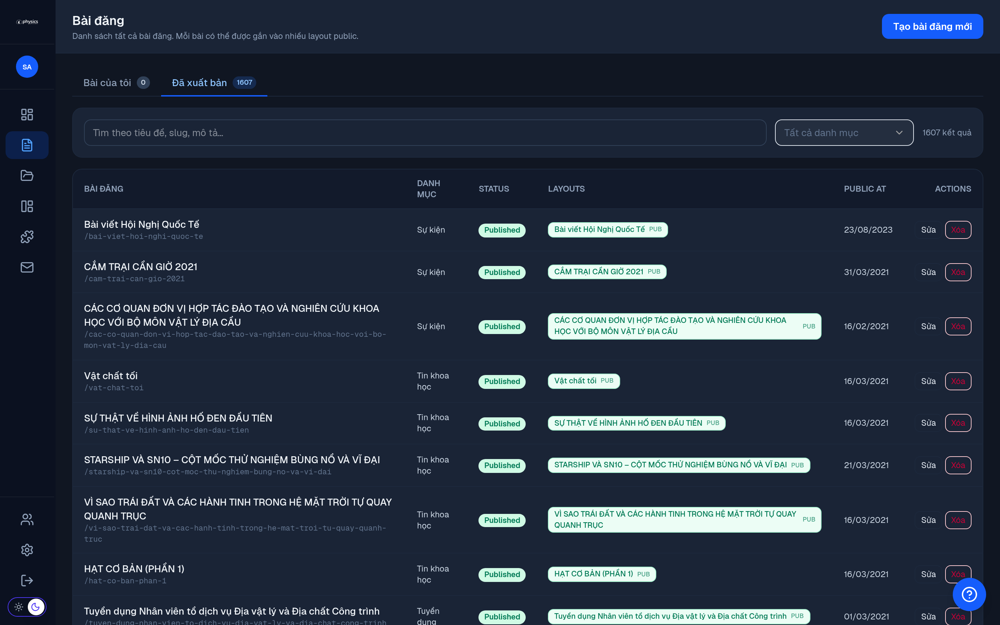 physics
SA
Bài đăng
Danh sách tất cả bài đăng. Mỗi bài có thể được gắn vào nhiều layout public.
Tạo bài đăng mới
Bài của tôi 0
Đã xuất bản 1607
Tìm theo tiêu đề, slug, mô tả...
Tất cả danh mục
1607 kết quả
BÀI ĐĂNG
DANH
MỤC
STATUS
LAYOUTS
PUBLIC AT
ACTIONS
Bài viết Hội Nghị Quốc Tế
/bai-viet-hoi-nghi-quoc-te
Sự kiện
Published
Bài viết Hội Nghị Quốc Tế PUB
23/08/2023
Sửa
Xóa
CẮM TRẠI CẦN GIỜ 2021
/cam-trai-can-gio-2021
Sự kiện
Published
CẮM TRẠI CẦN GIỜ 2021 PUB
31/03/2021
Sửa
Xóa
CÁC CƠ QUAN ĐƠN VỊ HỢP TÁC ĐÀO TẠO VÀ NGHIÊN CỨU KHOA
HỌC VỚI BỘ MÔN VẬT LÝ ĐỊA CẦU
/cac-co-quan-don-vi-hop-tac-dao-tao-va-nghien-cuu-khoa-hoc-voi-bo-
mon-vat-ly-dia-cau
Sự kiện
Published
CÁC CƠ QUAN ĐƠN VỊ HỢP TÁC ĐÀO TẠO VÀ NGHIÊN CỨU KHOA
HỌC VỚI BỘ MÔN VẬT LÝ ĐỊA CẦU
PUB
16/02/2021
Sửa
Xóa
Vật chất tối
/vat-chat-toi
Tin khoa
học
Published
Vật chất tối PUB
16/03/2021
Sửa
Xóa
SỰ THẬT VỀ HÌNH ẢNH HỐ ĐEN ĐẦU TIÊN
/su-that-ve-hinh-anh-ho-den-dau-tien
Tin khoa
học
Published
SỰ THẬT VỀ HÌNH ẢNH HỐ ĐEN ĐẦU TIÊN PUB
16/03/2021
Sửa
Xóa
STARSHIP VÀ SN10 – CỘT MỐC THỬ NGHIỆM BÙNG NỔ VÀ VĨ ĐẠI
/starship-va-sn10-cot-moc-thu-nghiem-bung-no-va-vi-dai
Tin khoa
học
Published
STARSHIP VÀ SN10 – CỘT MỐC THỬ NGHIỆM BÙNG NỔ VÀ VĨ ĐẠI PUB
21/03/2021
Sửa
Xóa
VÌ SAO TRÁI ĐẤT VÀ CÁC HÀNH TINH TRONG HỆ MẶT TRỜI TỰ QUAY
QUANH TRỤC
/vi-sao-trai-dat-va-cac-hanh-tinh-trong-he-mat-troi-tu-quay-quanh-
truc
Tin khoa
học
Published
VÌ SAO TRÁI ĐẤT VÀ CÁC HÀNH TINH TRONG HỆ MẶT TRỜI TỰ QUAY
QUANH TRỤC
PUB
16/03/2021
Sửa
Xóa
HẠT CƠ BẢN (PHẦN 1)
/hat-co-ban-phan-1
Tin khoa
học
Published
HẠT CƠ BẢN (PHẦN 1) PUB
16/03/2021
Sửa
Xóa
Tuyển dụng Nhân viên tổ dịch vụ Địa vật lý và Địa chất Công trình
/tuyen-dung-nhan-vien-to-dich-vu-dia-vat-ly-va-dia-chat-cong-trinh
Tuyển
dụng
Published
Tuyển dụng Nhân viên tổ dịch vụ Địa vật lý và Địa chất Công trình PUB
01/03/2021
Sửa
Xóa